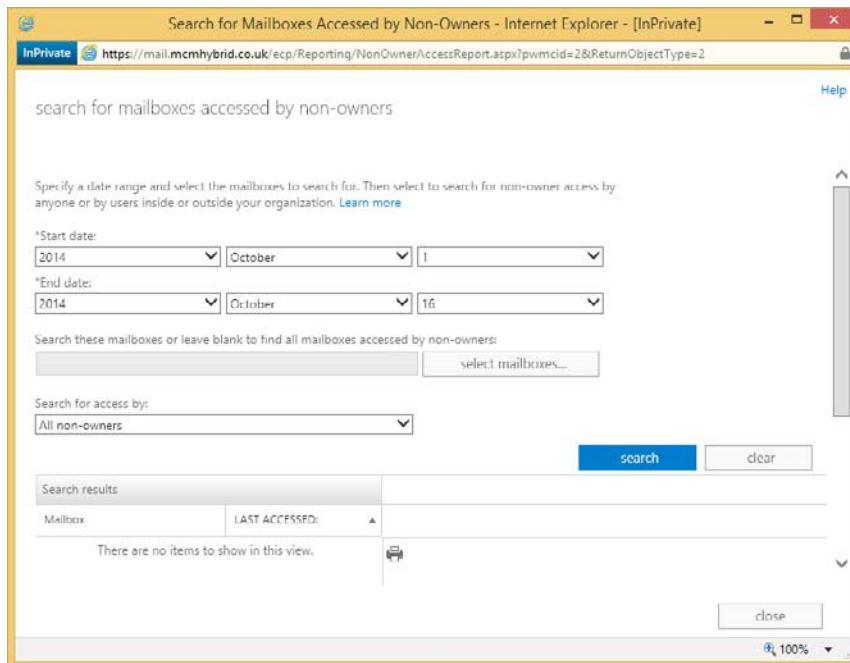 Search for Mailboxes Accessed by Non-Owners - Internet Explorer - [InPrivate]
InPrivate https://mail.mcmhybrid.co.uk/ecp/Reporting/NonOwnerAccessReport.aspx?pwmcid=2&ReturnObjectType=2
Help
search for mailboxes accessed by non-owners
Specify a date range and select the mailboxes to search for. Then select to search for non-owner access by
anyone or by users inside or outside your organization. Learn more
*Start date:
2014 October 1
*End date:
2014 October 16
Search these mailboxes or leave blank to find all mailboxes accessed by non-owners:
select mailboxes...
Search for access by:
All non-owners
search clear
Search results
Mailbox LAST ACCESSED:
There are no items to show in this view.
close
100%